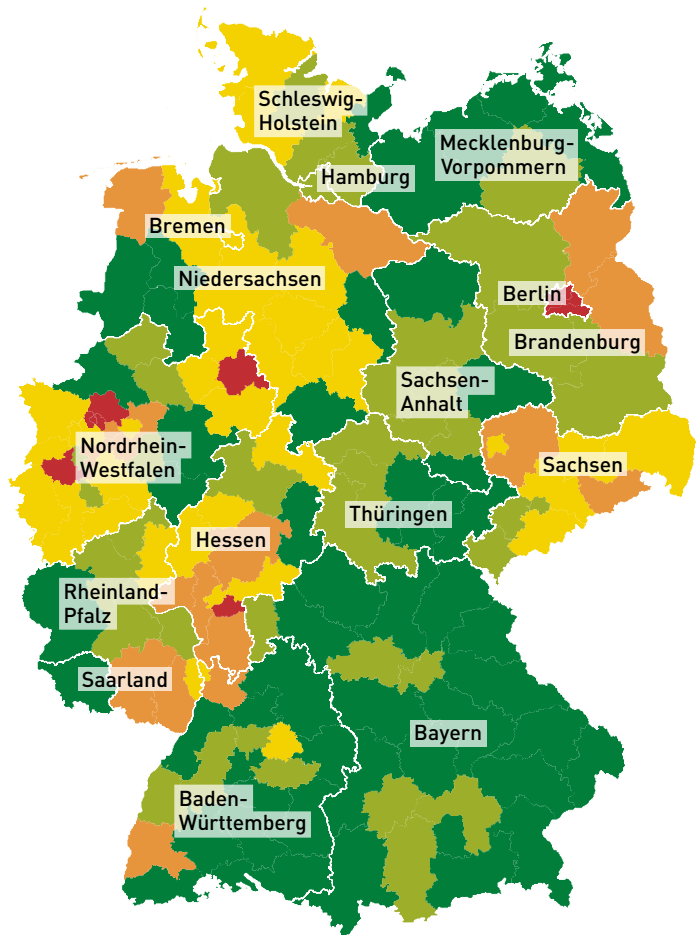 Schleswig-
Holstein
Mecklenburg-
Vorpommern
Hamburg
Bremen
Niedersachsen
Berlin
Brandenburg
Sachsen-
Anhalt
Nordrhein-
Westfalen
Sachsen
Thüringen
Hessen
Rheinland-
Pfalz
Saarland
Bayern
Baden-
Württemberg